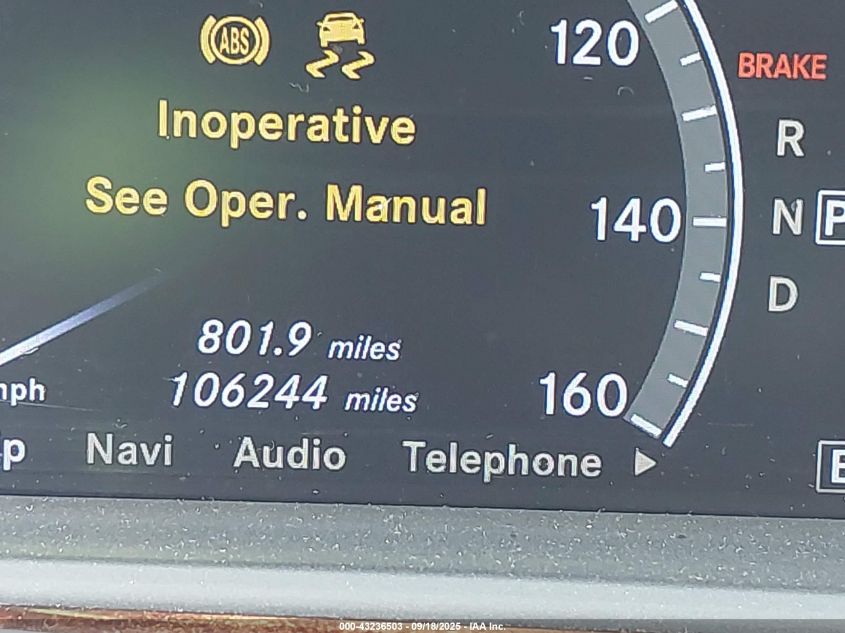 ABS
120
BRAKE
Inoperative
R
See Oper. Manual
140
N P
D
801.9 miles
mph
106244 miles
160
p Navi Audio Telephone
E
000-43236503 - 09/18/2025 - IAA Inc.